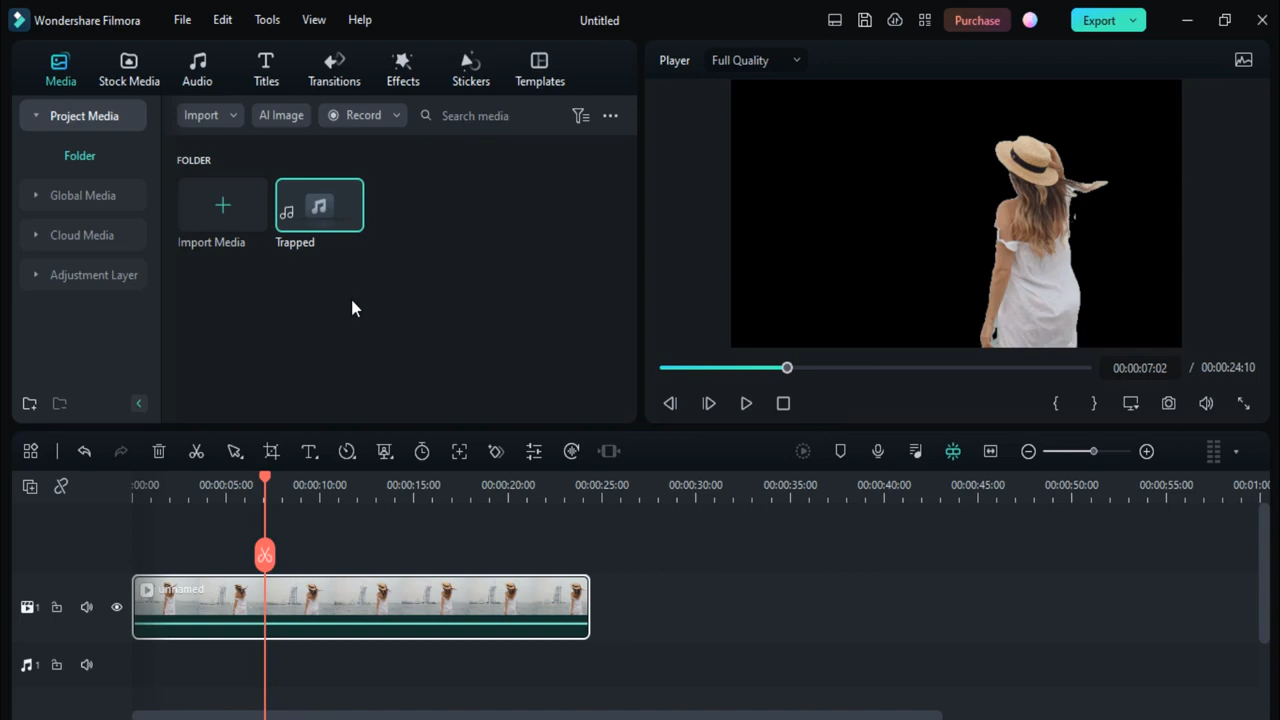 Wondershare Filmora File Edit Tools View Help Untitled Purchase Export
Media Stock Media Audio Titles Transitions Effects Stickers Templates
Player Full Quality
Project Media
Folder
Global Media
Cloud Media
Adjustment Layer
Import AI Image Record Search media
FOLDER
Import Media Trapped
00:00:07:02 / 00:00:24:10
:00:00 00:00:05:00 00:00:10:00 00:00:15:00 00:00:20:00 00:00:25:00 00:00:30:00 00:00:35:00 00:00:40:00 00:00:45:00 00:00:50:00 00:00:55:00 00:01:00
unnamed
1
1